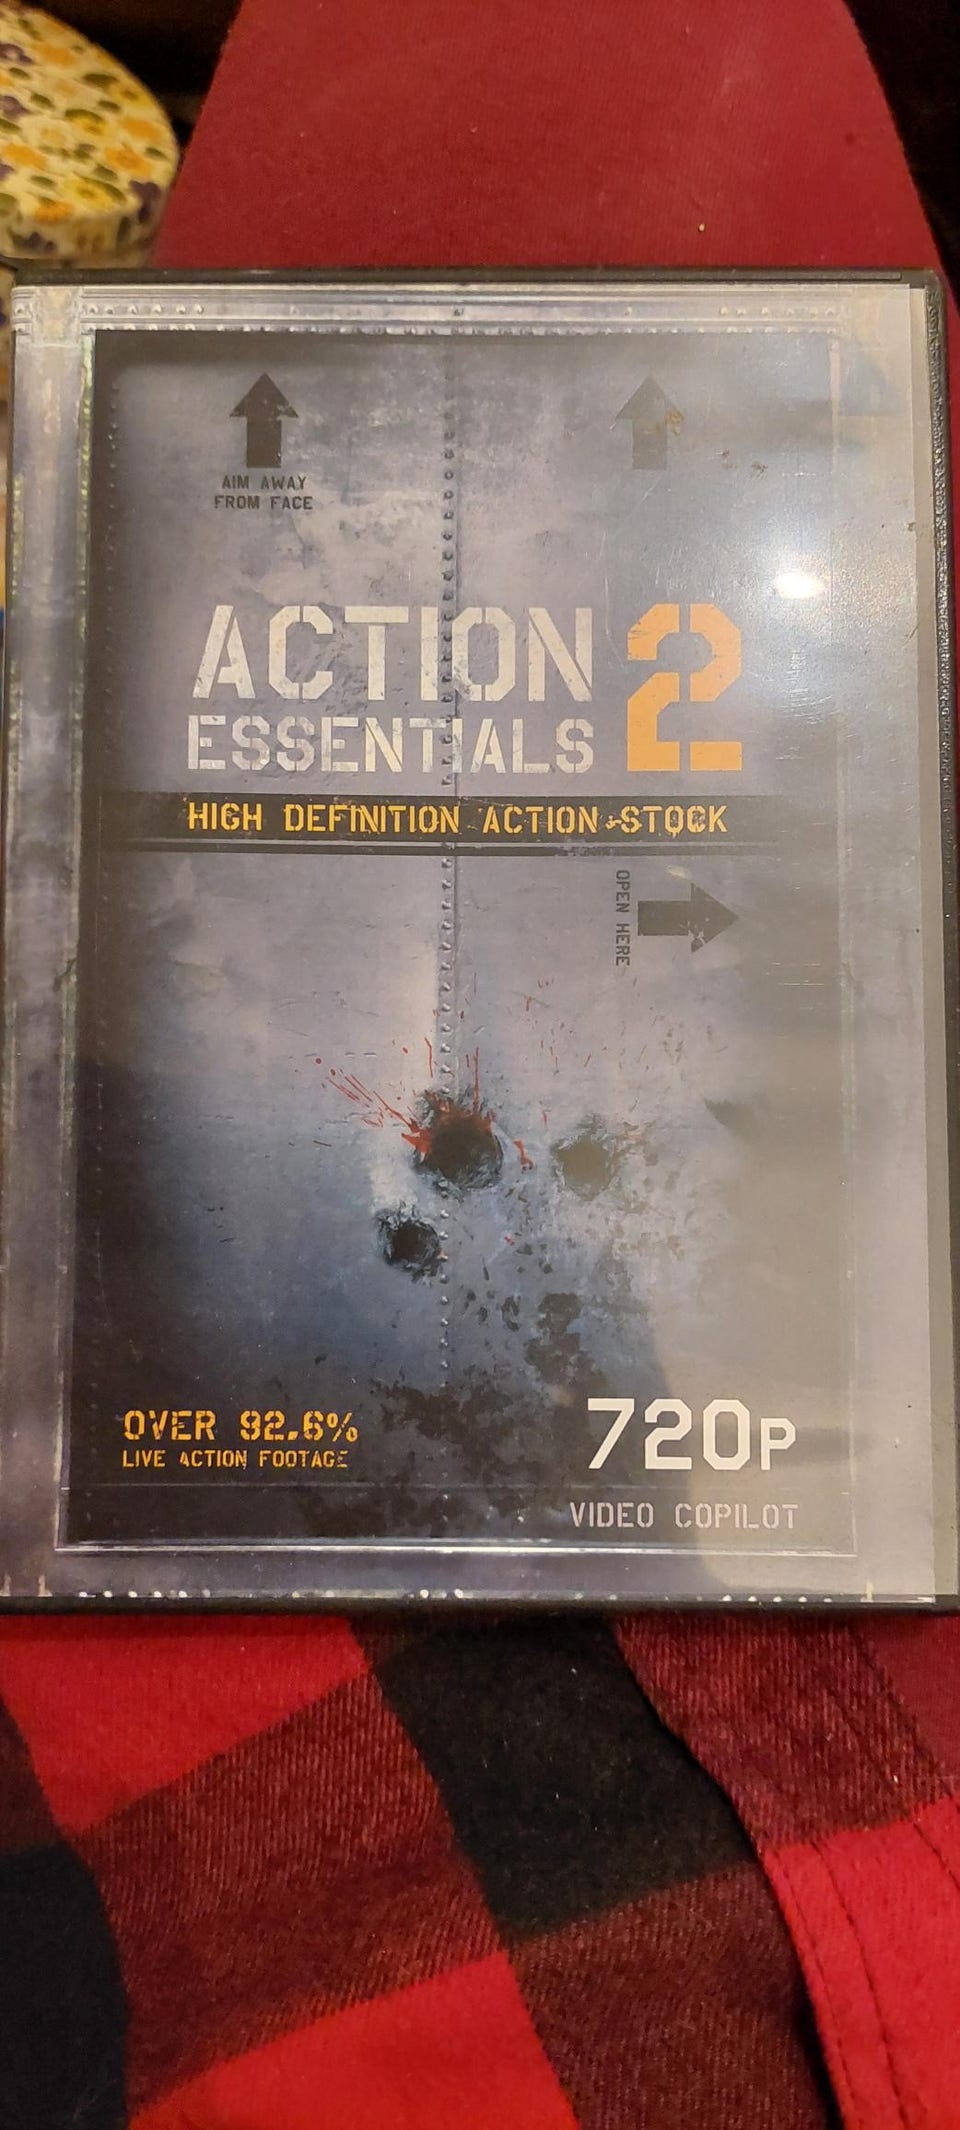 AIM AWAY
FROM FACE
ACTION 2
ESSENTIALS
HIGH DEFINITION ACTION STOCK
OPEN HERE
OVER 92.6%
LIVE ACTION FOOTAGE
720P
VIDEO COPILOT